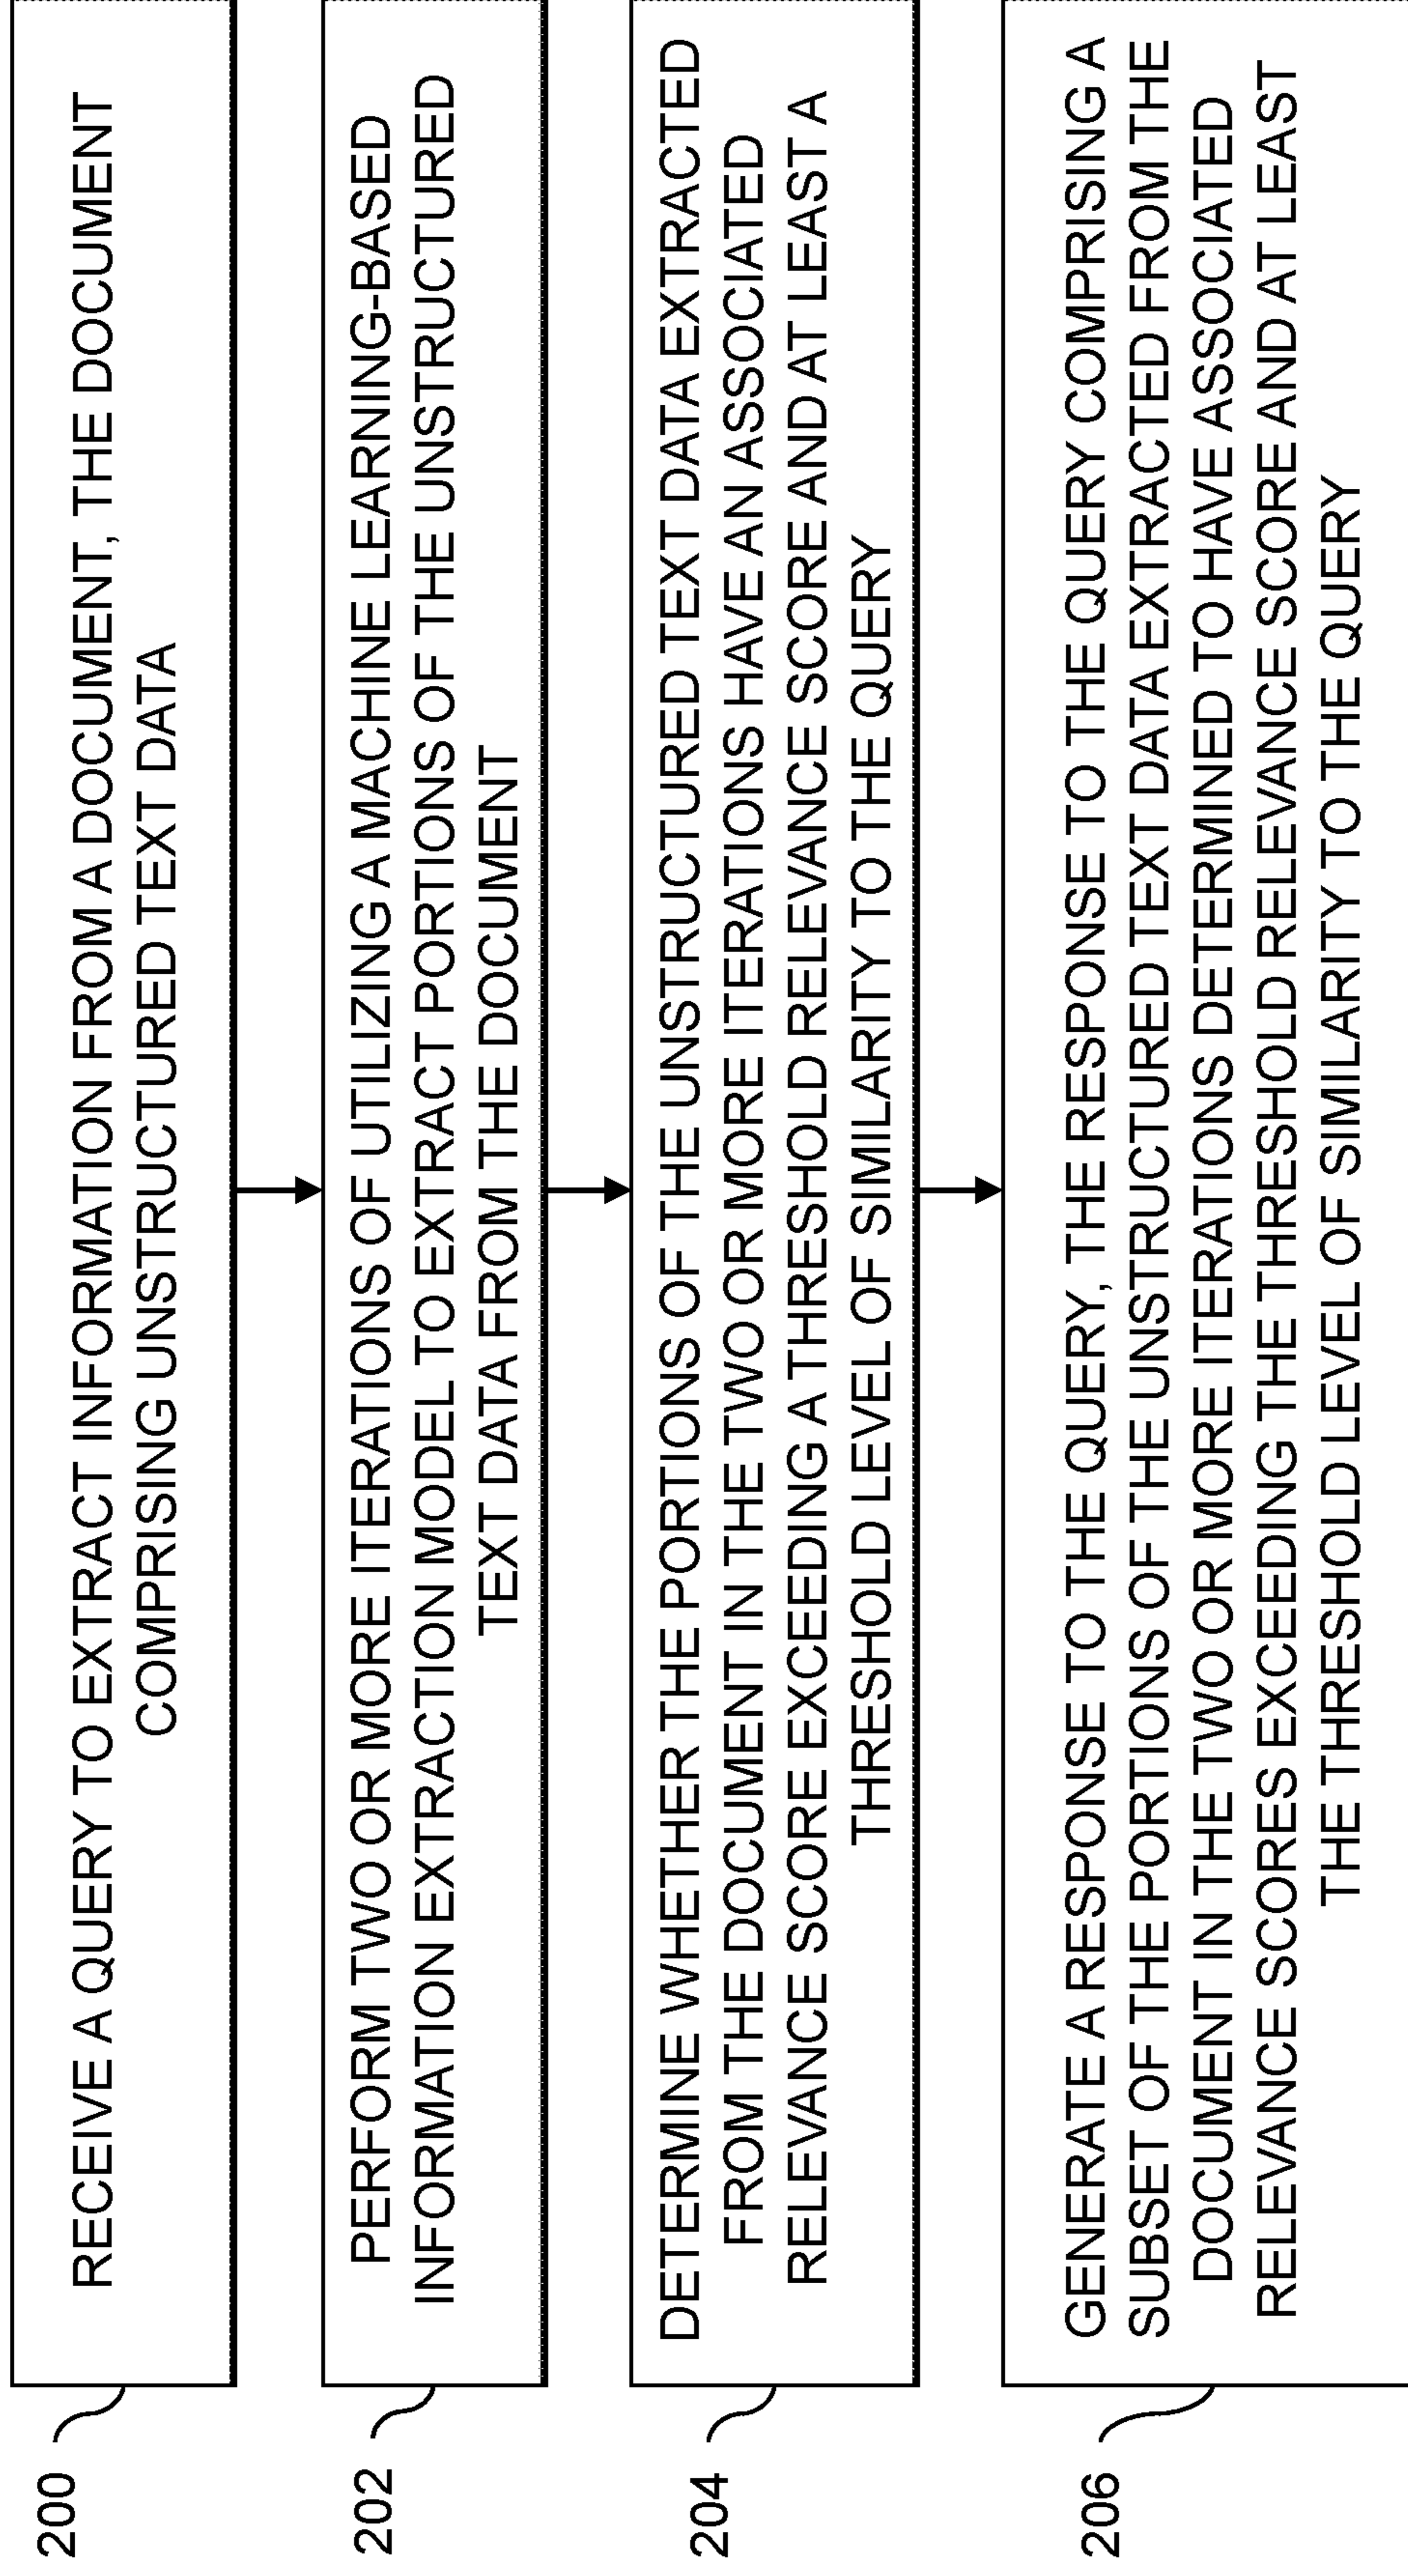 200
RECEIVE A QUERY TO EXTRACT INFORMATION FROM A DOCUMENT, THE DOCUMENT
COMPRISING UNSTRUCTURED TEXT DATA
202
PERFORM TWO OR MORE ITERATIONS OF UTILIZING A MACHINE LEARNING-BASED
INFORMATION EXTRACTION MODEL TO EXTRACT PORTIONS OF THE UNSTRUCTURED
TEXT DATA FROM THE DOCUMENT
204
DETERMINE WHETHER THE PORTIONS OF THE UNSTRUCTURED TEXT DATA EXTRACTED
FROM THE DOCUMENT IN THE TWO OR MORE ITERATIONS HAVE AN ASSOCIATED
RELEVANCE SCORE EXCEEDING A THRESHOLD RELEVANCE SCORE AND AT LEAST A
THRESHOLD LEVEL OF SIMILARITY TO THE QUERY
206
GENERATE A RESPONSE TO THE QUERY, THE RESPONSE TO THE QUERY COMPRISING A
SUBSET OF THE PORTIONS OF THE UNSTRUCTURED TEXT DATA EXTRACTED FROM THE
DOCUMENT IN THE TWO OR MORE ITERATIONS DETERMINED TO HAVE ASSOCIATED
RELEVANCE SCORES EXCEEDING THE THRESHOLD RELEVANCE SCORE AND AT LEAST
THE THRESHOLD LEVEL OF SIMILARITY TO THE QUERY